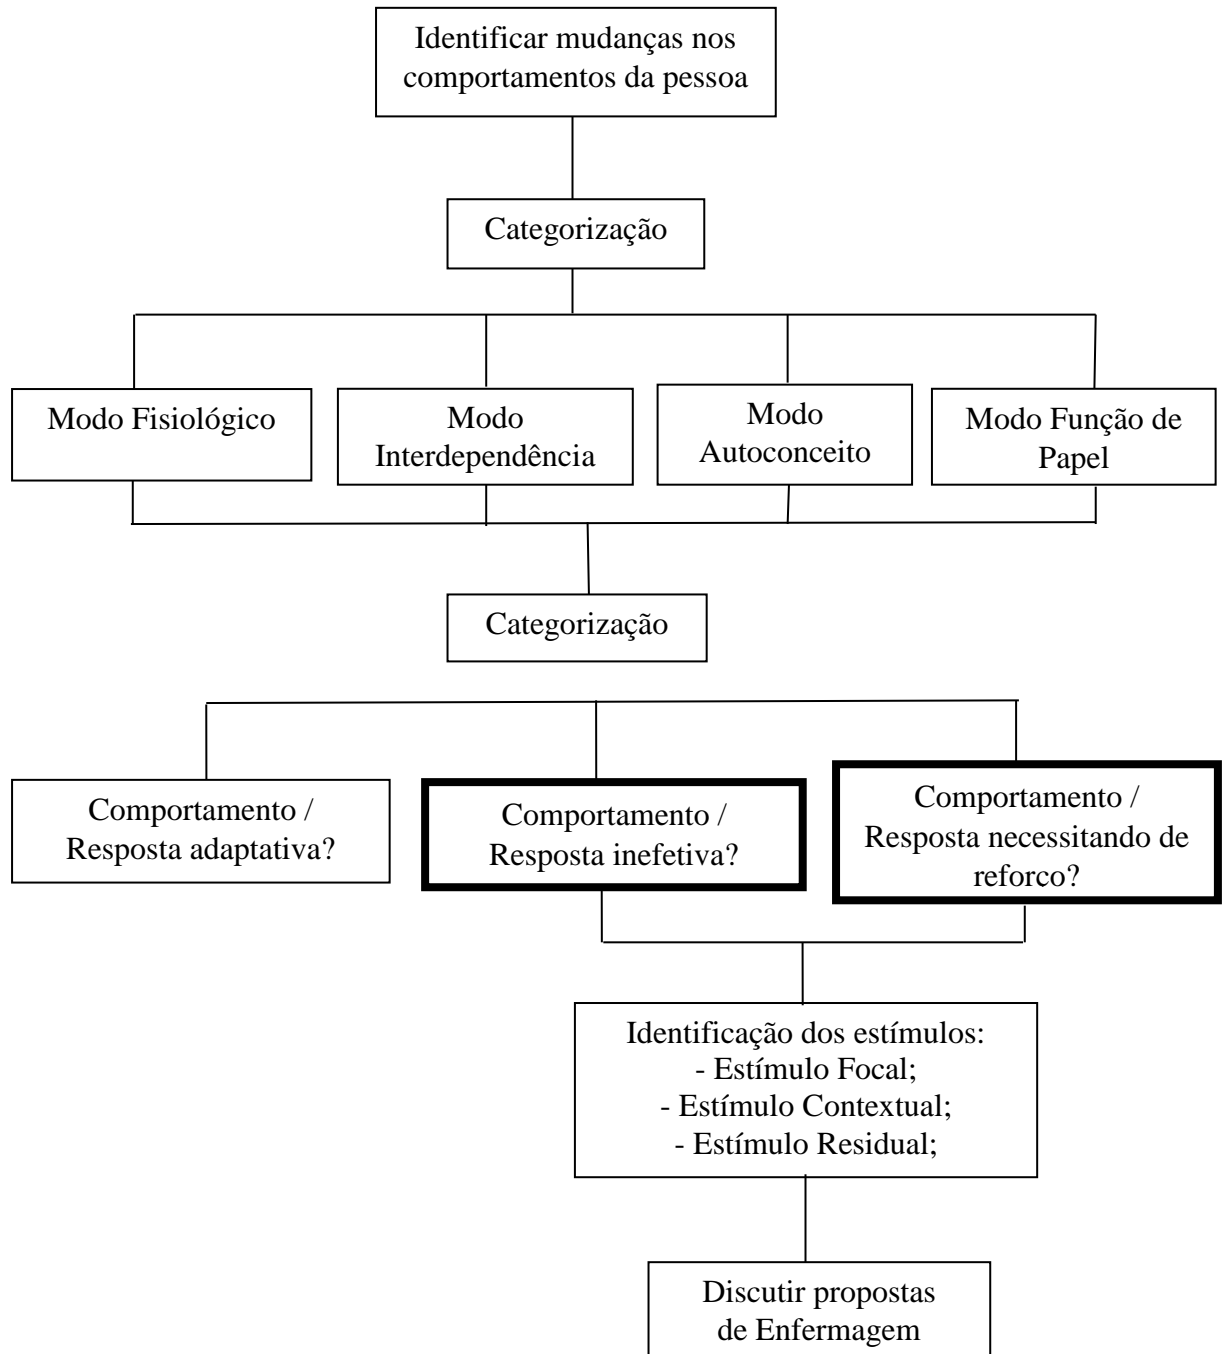 Identificar mudanças nos
comportamentos da pessoa
Categorização
Modo Fisiológico
Modo
Interdependência
Modo
Autoconceito
Modo Função de
Papel
Categorização
Comportamento /
Resposta adaptativa?
Comportamento /
Resposta inefetiva?
Comportamento /
Resposta necessitando de
reforco?
Identificação dos estímulos:
- Estímulo Focal;
- Estímulo Contextual;
- Estímulo Residual;
Discutir propostas
de Enfermagem